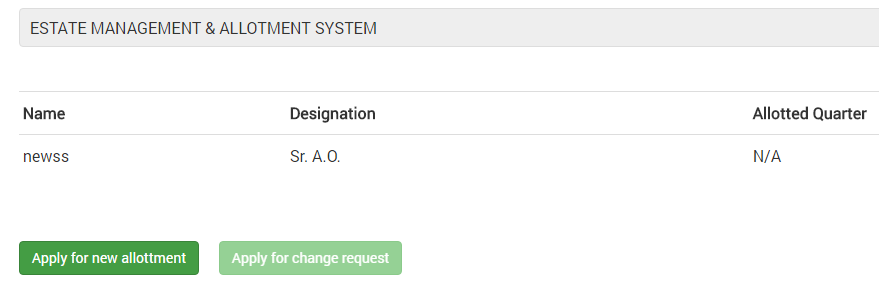 ESTATE MANAGEMENT & ALLOTMENT SYSTEM
Name Designation Allotted Quarter
newss Sr. A.O. N/A
Apply for new allottment Apply for change request